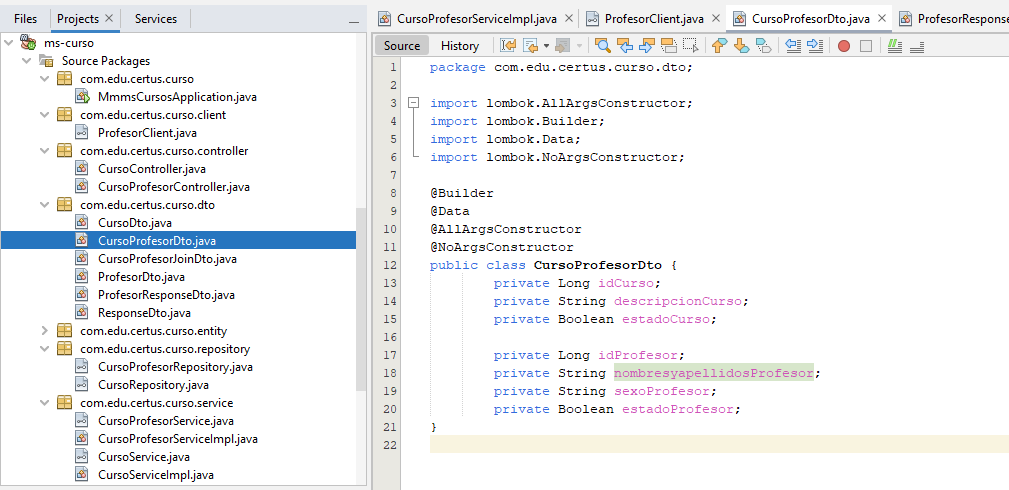 Files Projects Services
ms-curso
Source Packages
com.edu.certus.curso
MmmsCursosApplication.java
com.edu.certus.curso.client
ProfesorClient.java
com.edu.certus.curso.controller
CursoController.java
CursoProfesorController.java
com.edu.certus.curso.dto
CursoDto.java
CursoProfesorDto.java
CursoProfesorJoinDto.java
ProfesorDto.java
ProfesorResponseDto.java
ResponseDto.java
com.edu.certus.curso.entity
com.edu.certus.curso.repository
CursoProfesorRepository.java
CursoRepository.java
com.edu.certus.curso.service
CursoProfesorService.java
CursoProfesorServiceImpl.java
CursoService.java
CursoServiceImpl.java
CursoProfesorServiceImpl.java ProfesorClient.java CursoProfesorDto.java ProfesorResponse
Source History
1 package com.edu.certus.curso.dto;
2
3 import lombok.AllArgsConstructor;
4 import lombok.Builder;
5 import lombok.Data;
6 import lombok.NoArgsConstructor;
7
8 @Builder
9 @Data
10 @AllArgsConstructor
11 @NoArgsConstructor
12 public class CursoProfesorDto {
13 private Long idCurso;
14 private String descripcionCurso;
15 private Boolean estadoCurso;
16
17 private Long idProfesor;
18 private String nombresyapellidosProfesor;
19 private String sexoProfesor;
20 private Boolean estadoProfesor;
21 }
22